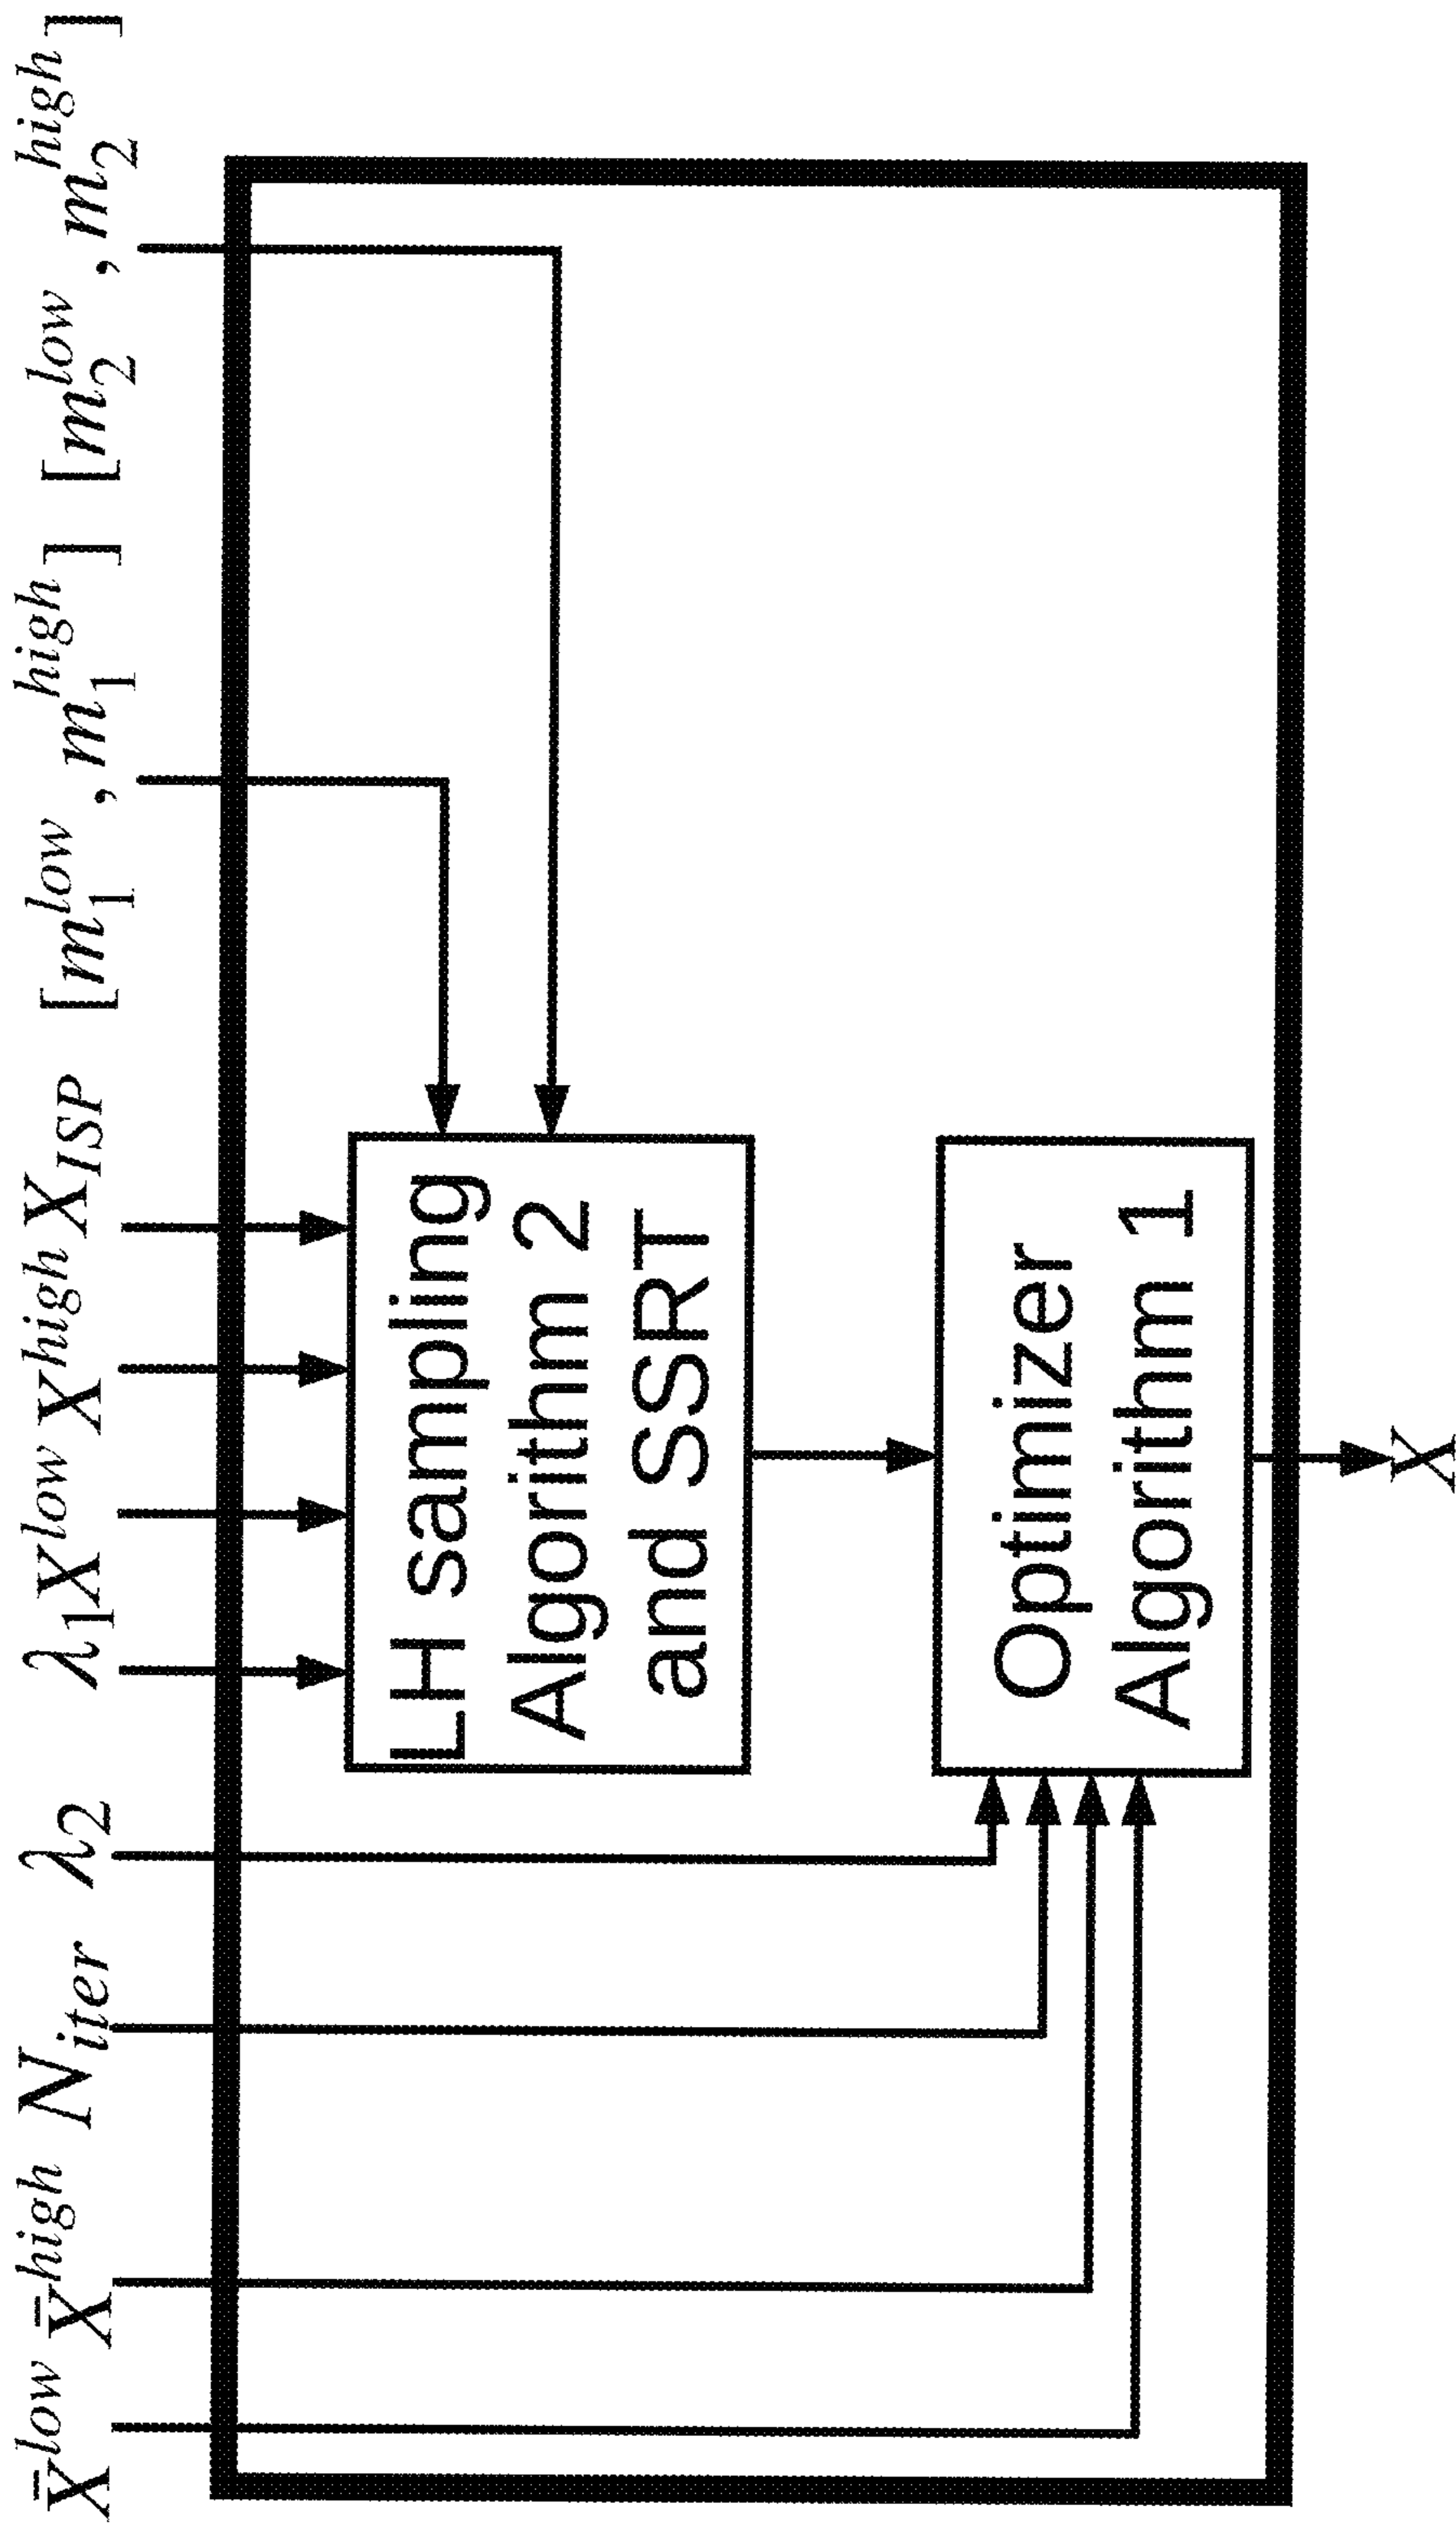 X̿^low X̿^high N_iter λ_2 λ_1 X^low X^high X_ISP [m_1^low, m_1^high] [m_2^low, m_2^high]
LH sampling
Algorithm 2
and SSRT
Optimizer
Algorithm 1
X